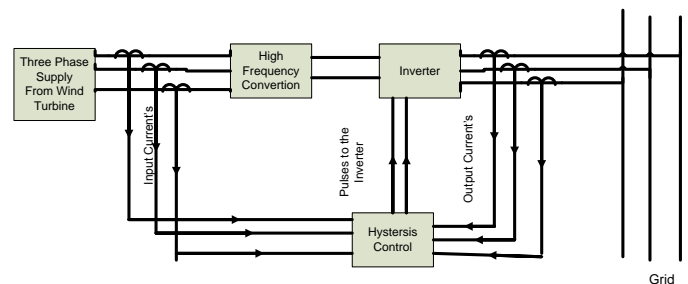 Three Phase
Supply
From Wind
Turbine
High
Frequency
Convertion
Inverter
Input Current's
Pulses to the
Inverter
Output Current's
Hystersis
Control
Grid